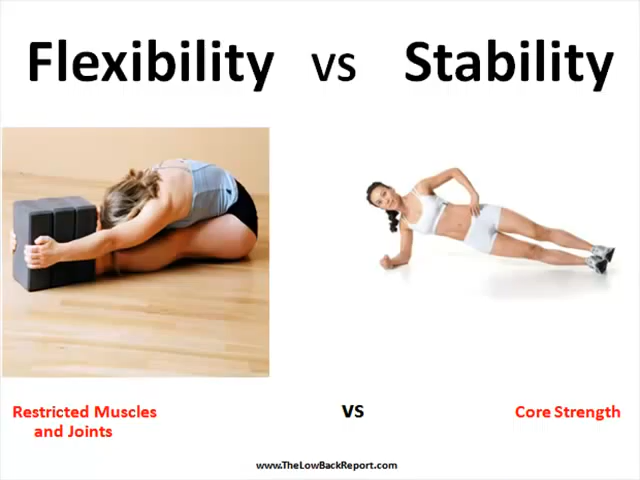 Flexibility vs Stability
Restricted Muscles
and Joints
vs
Core Strength
www.TheLowBackReport.com